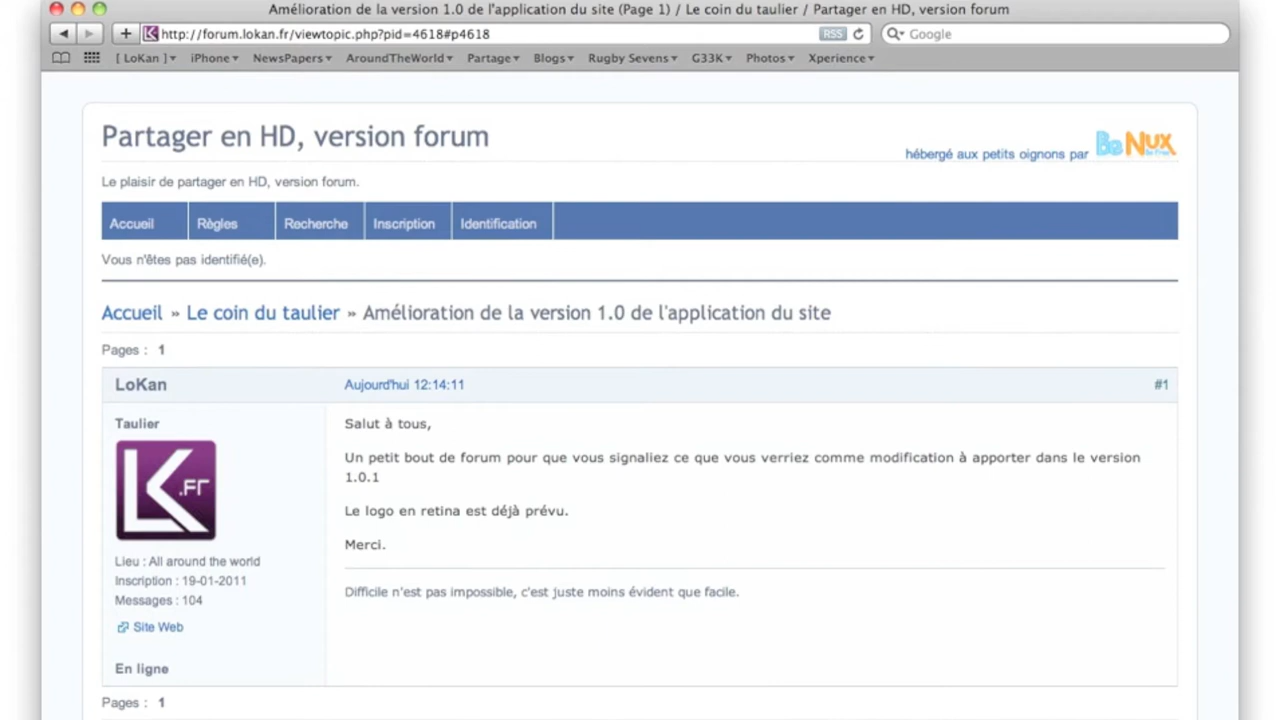 Amélioration de la version 1.0 de l'application du site (Page 1) / Le coin du taulier / Partager en HD, version forum
http://forum.lokan.fr/viewtopic.php?pid=4618#p4618 RSS Google
[ LoKan ] iPhone NewsPapers AroundTheWorld Partage Blogs Rugby Sevens G33K Photos Xperience
Partager en HD, version forum
hébergé aux petits oignons par BeNux
Le plaisir de partager en HD, version forum.
Accueil Règles Recherche Inscription Identification
Vous n'êtes pas identifié(e).
Accueil » Le coin du taulier » Amélioration de la version 1.0 de l'application du site
Pages : 1
LoKan Aujourd'hui 12:14:11 #1
Taulier
K.fr
Lieu : All around the world
Inscription : 19-01-2011
Messages : 104
Site Web
En ligne
Salut à tous,
Un petit bout de forum pour que vous signaliez ce que vous verriez comme modification à apporter dans le version
1.0.1
Le logo en retina est déjà prévu.
Merci.
Difficile n'est pas impossible, c'est juste moins évident que facile.
Pages : 1